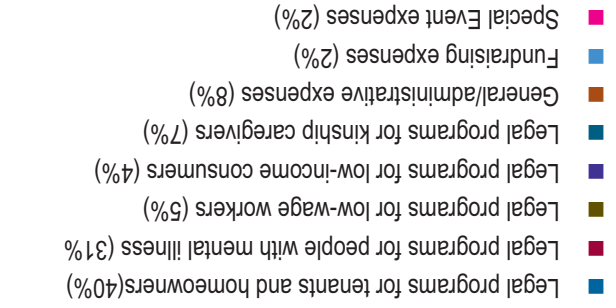 Legal programs for tenants and homeowners(40%)
Legal programs for people with mental illness (31%
Legal programs for low-wage workers (5%)
Legal programs for low-income consumers (4%)
Legal programs for kinship caregivers (7%)
General/administrative expenses (8%)
Fundraising expenses (2%)
Special Event expenses (2%)